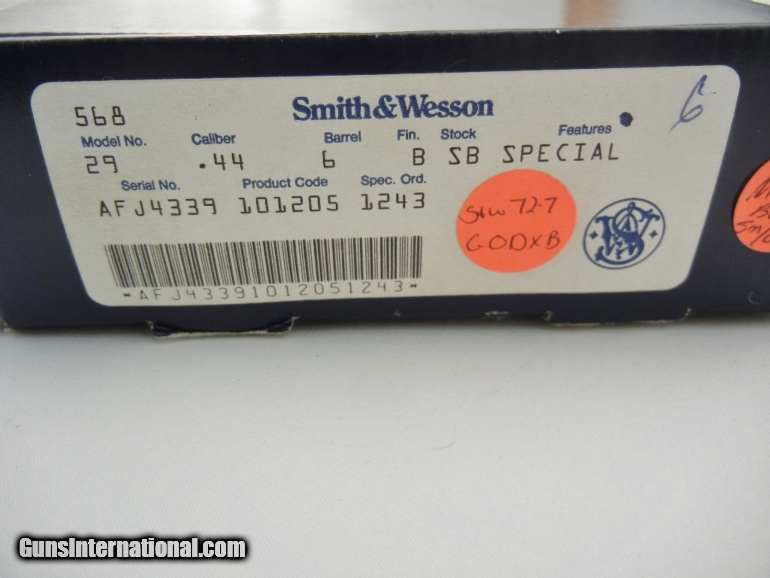 568 Smith&Wesson 6
Model No. Caliber Barrel Fin. Stock Features
29 .44 6 B SB SPECIAL
Serial No. Product Code Spec. Ord.
AFJ4339 101205 1243
*AFJ43391012051243*
72-7
GODXB
GunsInternational.com